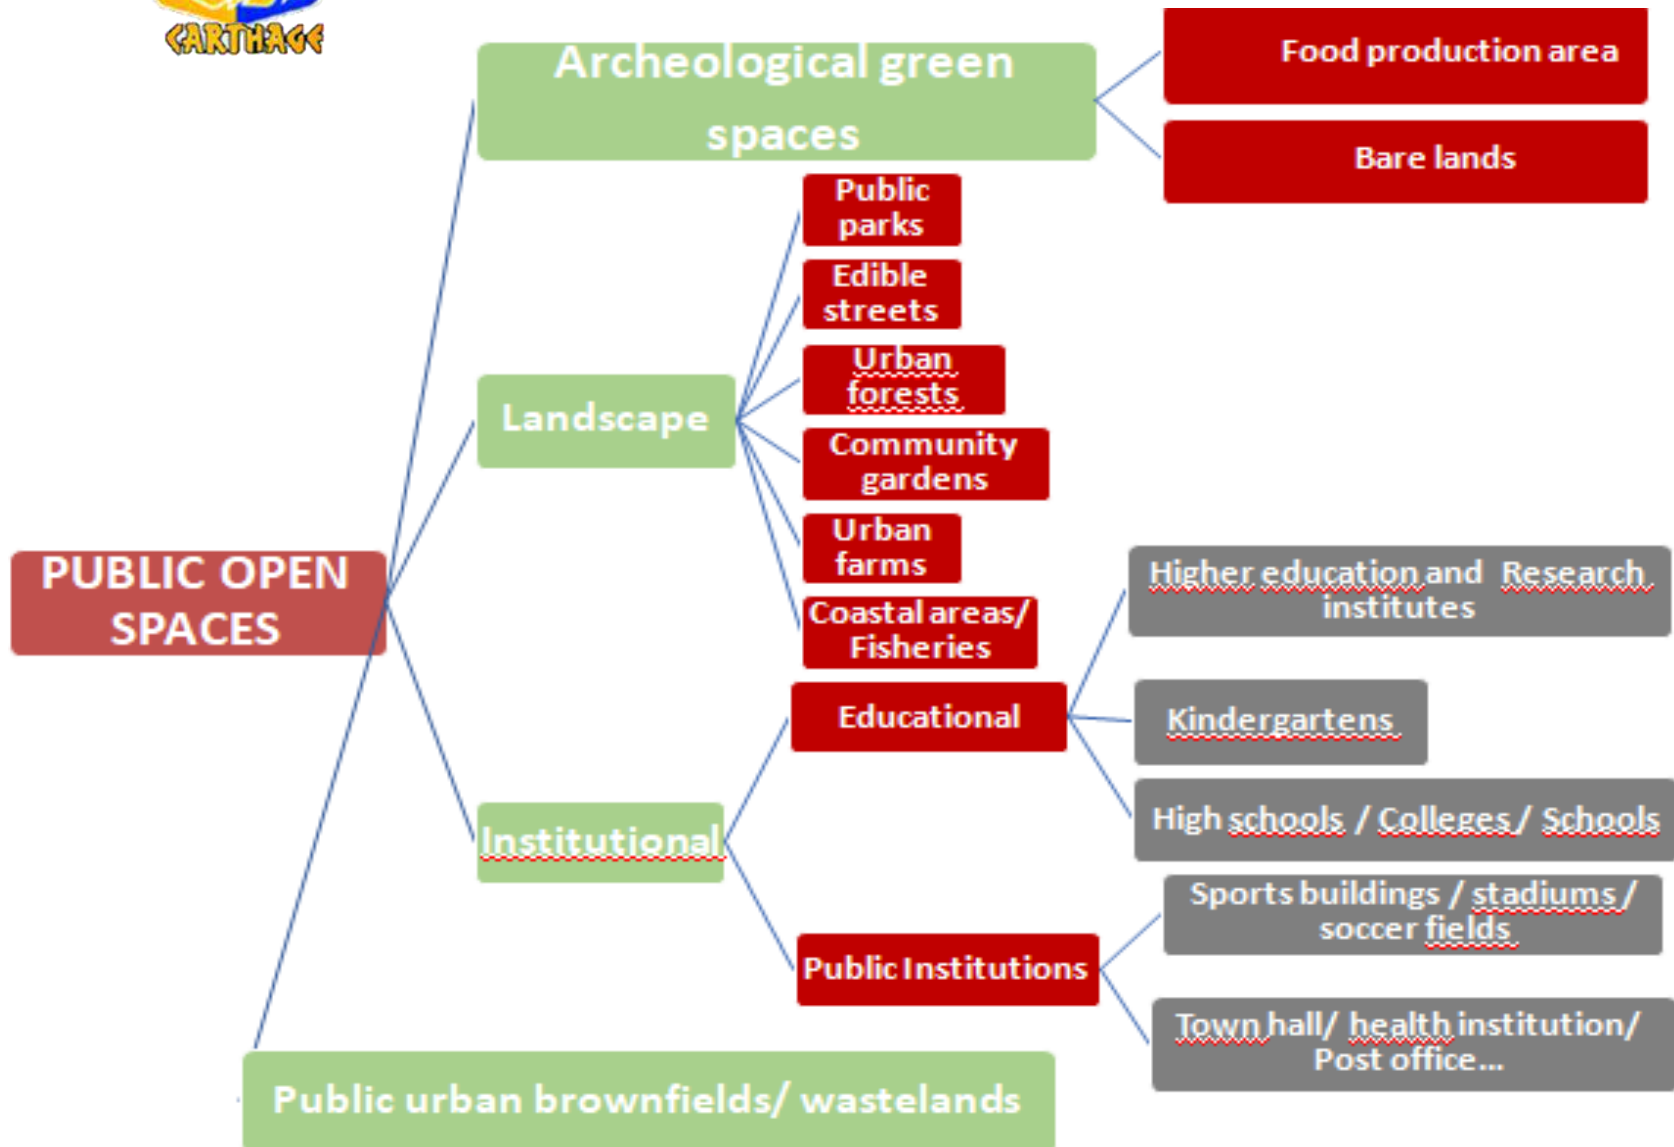 CARTHAGE
Archeological green
spaces
Food production area
Bare lands
Public
parks
Edible
streets
Urban
forests
Landscape
Community
gardens
Urban
farms
Coastal areas/
Fisheries
PUBLIC OPEN
SPACES
Higher education and Research
institutes
Educational
Kindergartens
High schools / Colleges / Schools
Institutional
Sports buildings / stadiums /
soccer fields
Public Institutions
Town hall/ health institution/
Post office...
Public urban brownfields/ wastelands